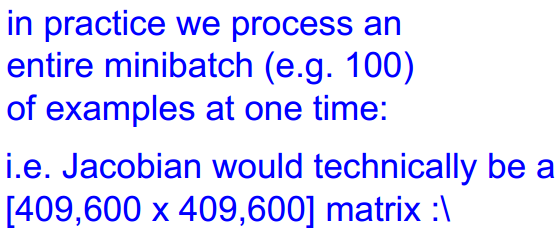 in practice we process an
entire minibatch (e.g. 100)
of examples at one time:
i.e. Jacobian would technically be a
[409,600 x 409,600] matrix :\